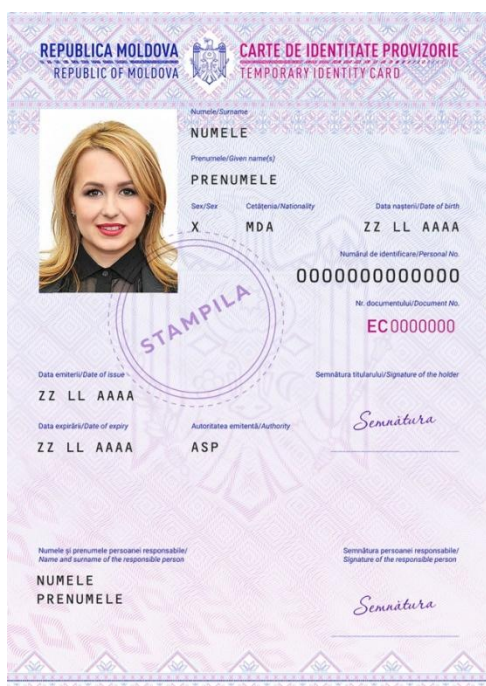 REPUBLICA MOLDOVA
REPUBLIC OF MOLDOVA
CARTE DE IDENTITATE PROVIZORIE
TEMPORARY IDENTITY CARD
Numele/Surname
NUMELE
Prenumele/Given name(s)
PRENUMELE
Sex/Sex Cetățenia/Nationality Data nașterii/Date of birth
X MDA ZZ LL AAAA
Numărul de identificare/Personal No.
0000000000000
Nr. documentului/Document No.
EC0000000
STAMPILA
Data emiterii/Date of issue Semnătura titularului/Signature of the holder
ZZ LL AAAA
Semnătura
Data expirării/Date of expiry Autoritatea emitentă/Authority
ZZ LL AAAA ASP
Numele și prenumele persoanei responsabile/
Name and surname of the responsible person
Semnătura persoanei responsabile/
Signature of the responsible person
NUMELE
PRENUMELE
Semnătura